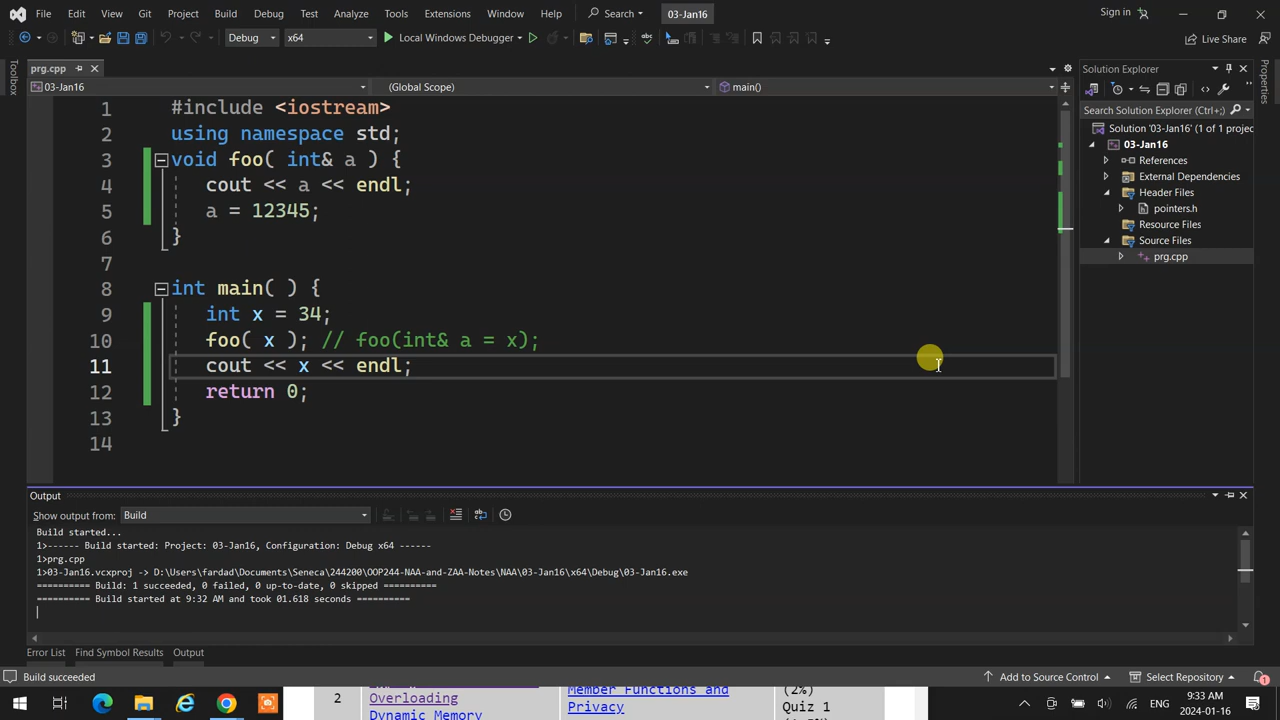 File Edit View Git Project Build Debug Test Analyze Tools Extensions Window Help Search 03-Jan16 Sign in
Debug x64 Local Windows Debugger Live Share
prg.cpp
03-Jan16 (Global Scope) main()
Toolbox
1 #include <iostream>
2 using namespace std;
3 void foo( int& a ) {
4 cout << a << endl;
5 a = 12345;
6 }
7
8 int main( ) {
9 int x = 34;
10 foo( x ); // foo(int& a = x);
11 cout << x << endl;
12 return 0;
13 }
14
Solution Explorer
Search Solution Explorer (Ctrl+;)
Solution '03-Jan16' (1 of 1 projec
03-Jan16
References
External Dependencies
Header Files
pointers.h
Resource Files
Source Files
prg.cpp
Properties
Output
Show output from: Build
Build started...
1>------ Build started: Project: 03-Jan16, Configuration: Debug x64 ------
1>prg.cpp
1>03-Jan16.vcxproj -> D:\Users\fardad\Documents\Seneca\244200\OOP244-NAA-and-ZAA-Notes\NAA\03-Jan16\x64\Debug\03-Jan16.exe
========== Build: 1 succeeded, 0 failed, 0 up-to-date, 0 skipped ==========
========== Build started at 9:32 AM and took 01.618 seconds ==========
Error List Find Symbol Results Output
Build succeeded Add to Source Control Select Repository 1
2 Overloading Member Functions and (2%)
Dynamic Memory Privacy Quiz 1
ENG 9:33 AM
2024-01-16